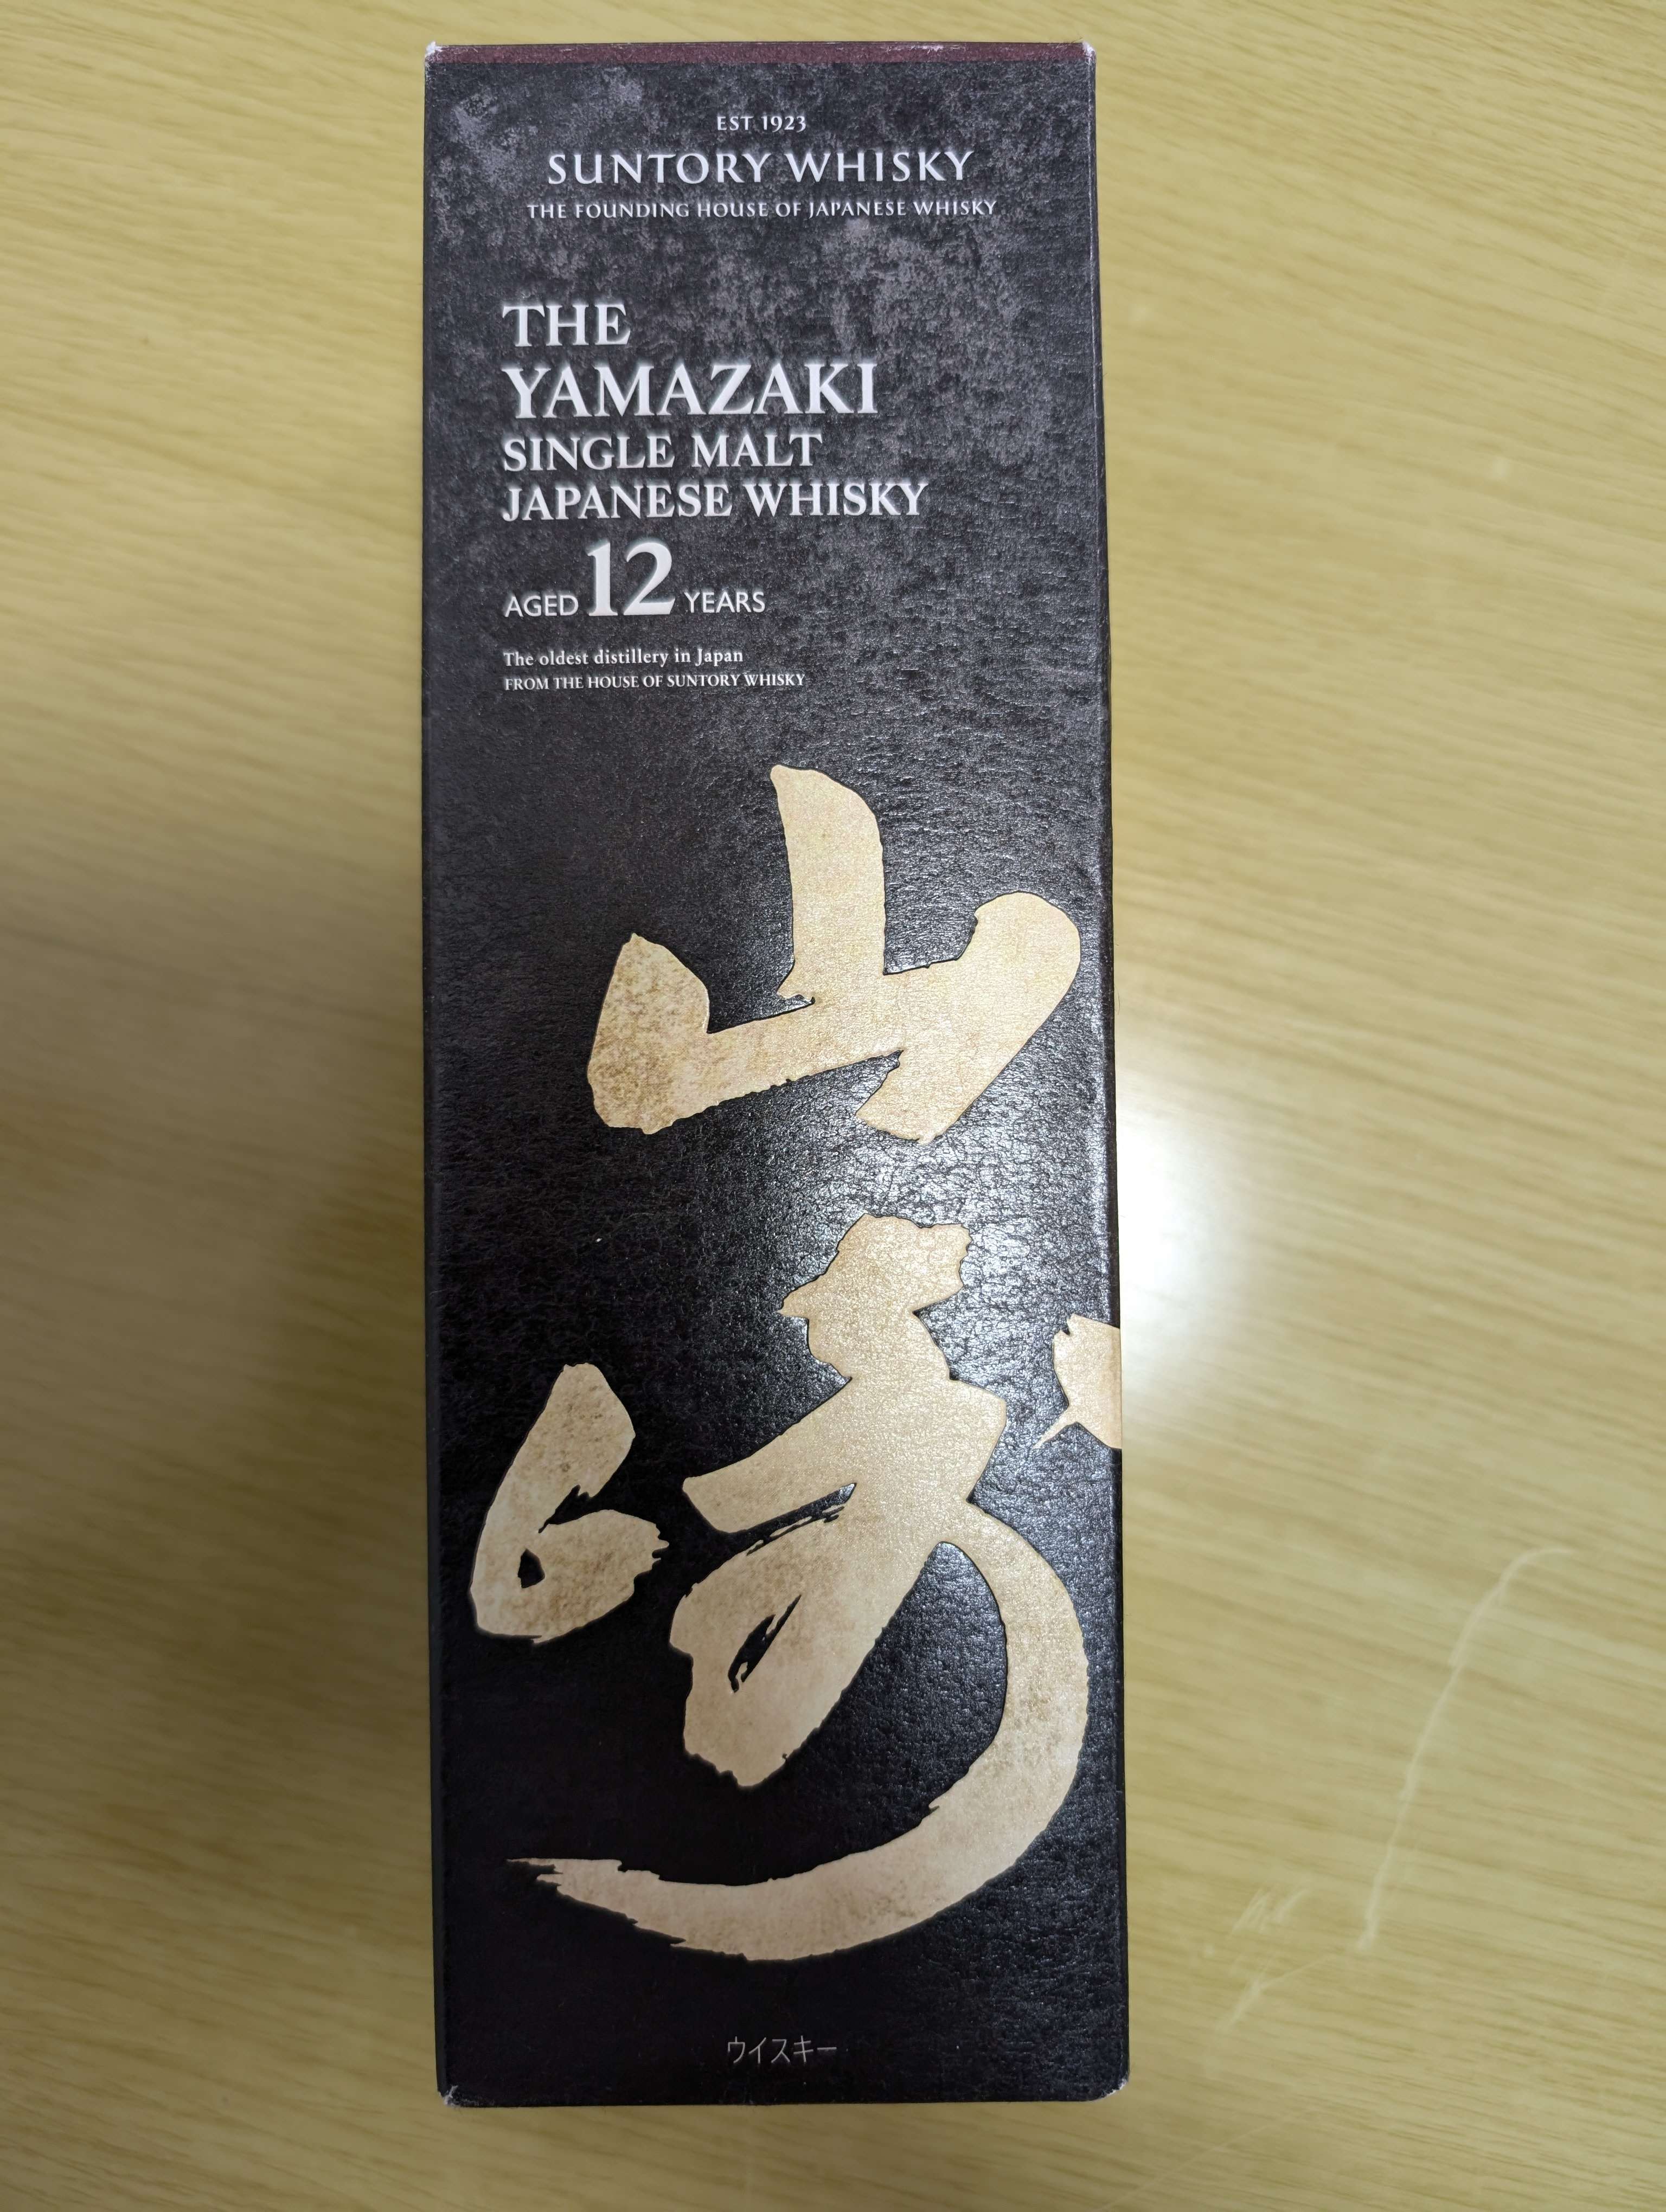 EST 1923
SUNTORY WHISKY
THE FOUNDING HOUSE OF JAPANESE WHISKY
THE
YAMAZAKI
SINGLE MALT
JAPANESE WHISKY
AGED 12 YEARS
The oldest distillery in Japan
FROM THE HOUSE OF SUNTORY WHISKY
山
崎
ウイスキー